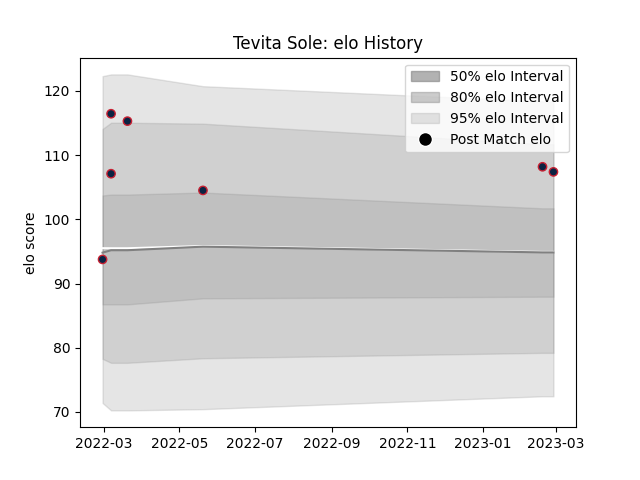 Tevita Sole: elo History
50% elo Interval
80% elo Interval
95% elo Interval
Post Match elo
elo score
120
110
100
90
80
70
2022-03 2022-05 2022-07 2022-09 2022-11 2023-01 2023-03